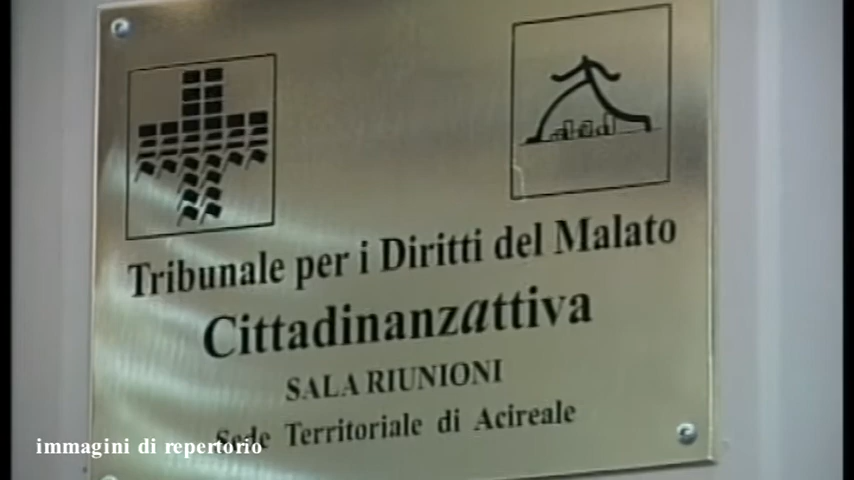 Tribunale per i Diritti del Malato
Cittadinanzattiva
SALA RIUNIONI
Sede Territoriale di Acireale
immagini di repertorio